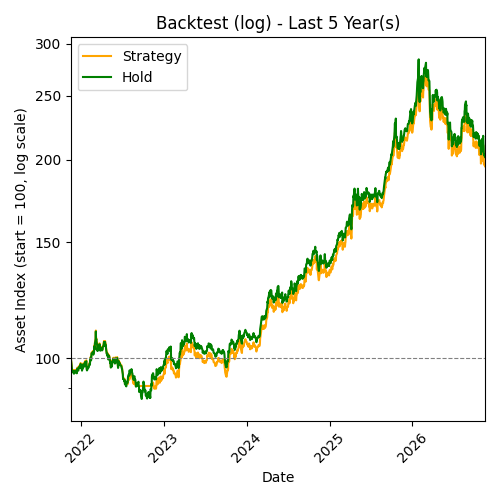 Backtest (log) - Last 5 Year(s)
Strategy
Hold
Asset Index (start = 100, log scale)
300
250
200
150
100
2022
2023
2024
2025
2026
Date